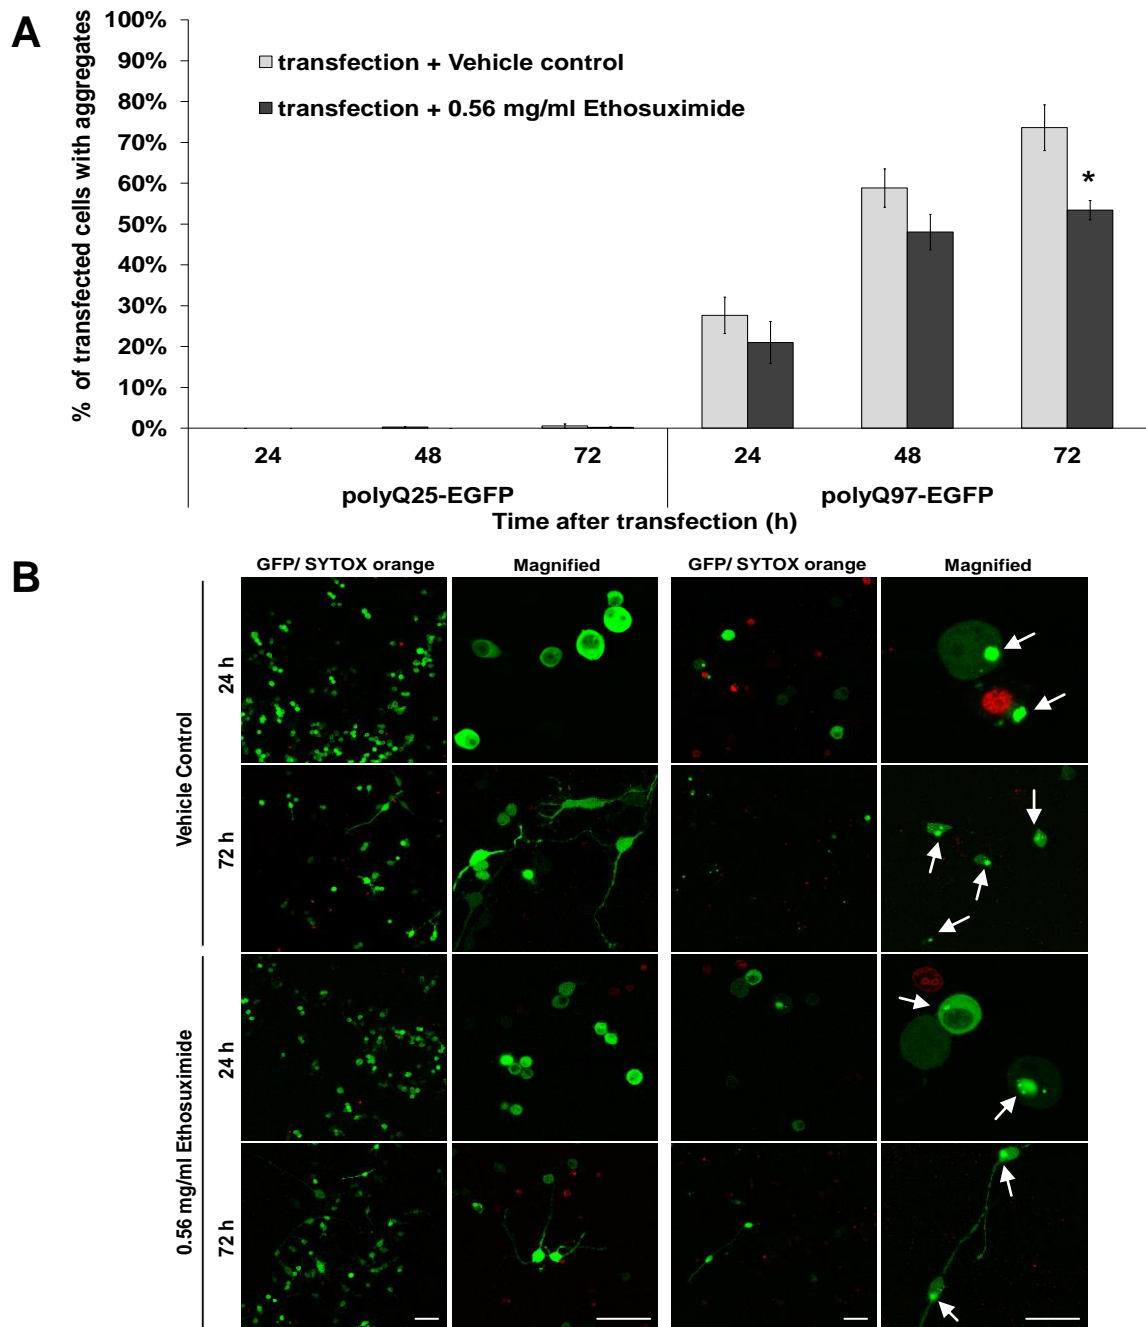 A
% of transfected cells with aggregates
100%
90%
80%
70%
60%
50%
40%
30%
20%
10%
0%
transfection + Vehicle control
transfection + 0.56 mg/ml Ethosuximide
*
24 48 72 24 48 72
polyQ25-EGFP polyQ97-EGFP
Time after transfection (h)
B
GFP/ SYTOX orange Magnified GFP/ SYTOX orange Magnified
Vehicle Control
24 h
72 h
0.56 mg/ml Ethosuximide
24 h
72 h